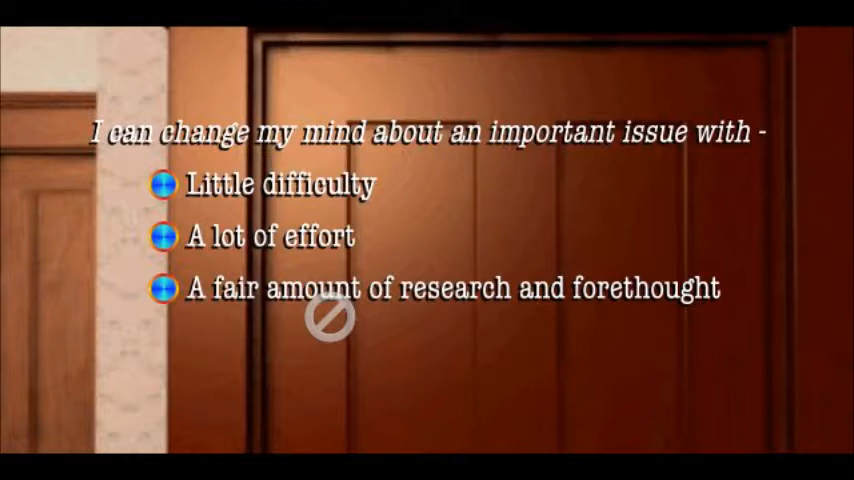 I can change my mind about an important issue with -
Little difficulty
A lot of effort
A fair amount of research and forethought